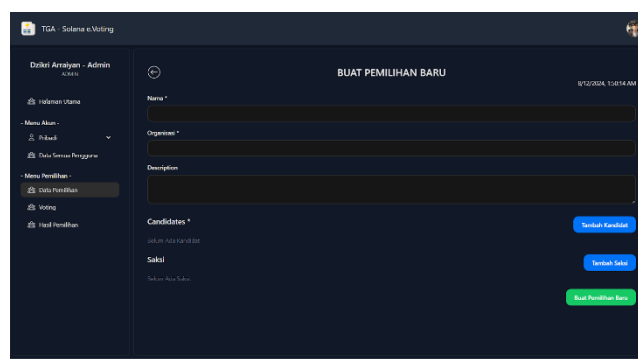 TGA - Solana e.Voting
Dzikri Arraiyan - Admin
ADMIN
Halaman Utama
- Menu Akun -
Pribadi
Data Semua Pengguna
- Menu Pemilihan -
Data Pemilihan
Voting
Hasil Pemilihan
BUAT PEMILIHAN BARU
8/12/2024, 1:50:14 AM
Nama *
Organisasi *
Description
Candidates *
Tambah Kandidat
Belum Ada Kandidat
Saksi
Tambah Saksi
Belum Ada Saksi
Buat Pemilihan Baru